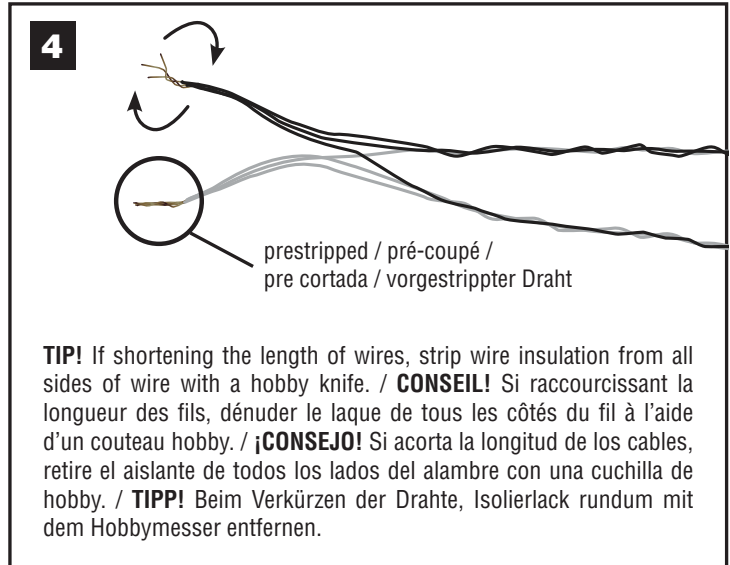 4
prestripped / pré-coupé /
pre cortada / vorgestrippter Draht
TIP! If shortening the length of wires, strip wire insulation from all
sides of wire with a hobby knife. / CONSEIL! Si raccourcissant la
longueur des fils, dénuder le laque de tous les côtés du fil à l’aide
d’un couteau hobby. / ¡CONSEJO! Si acorta la longitud de los cables,
retire el aislante de todos los lados del alambre con una cuchilla de
hobby. / TIPP! Beim Verkürzen der Drahte, Isolierlack rundum mit
dem Hobbymesser entfernen.